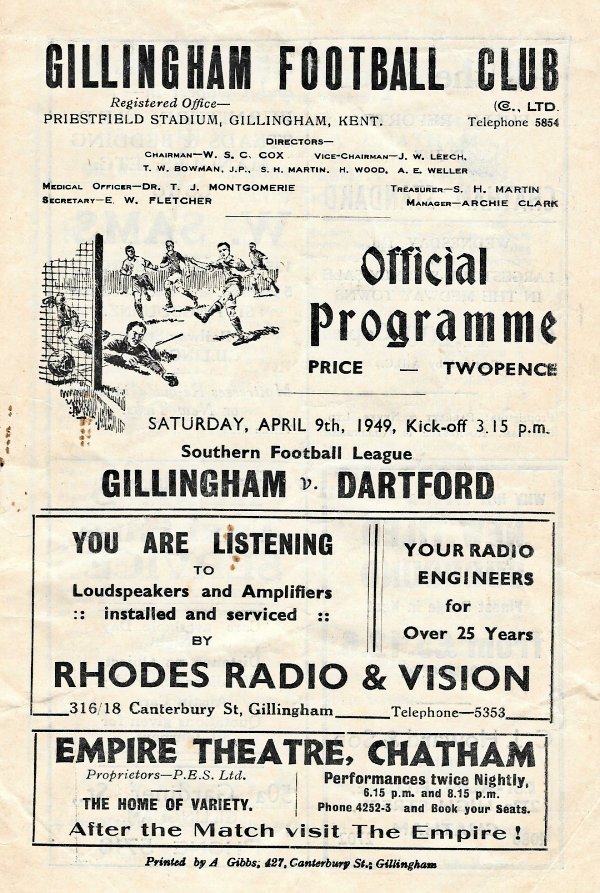 GILLINGHAM FOOTBALL CLUB
Registered Office— (G., LTD.
PRIESTFIELD STADIUM, GILLINGHAM, KENT. Telephone 5854
DIRECTORS—
CHAIRMAN—W. S. C. COX VICE-CHAIRMAN—J. W. LEECH,
T. W. BOWMAN, J.P., S. H. MARTIN. H. WOOD, A. E. WELLER
MEDICAL OFFICER—DR. T. J. MONTGOMERIE TREASURER—S. H. MARTIN
SECRETARY—E. W. FLETCHER MANAGER—ARCHIE CLARK
Official
Programme
PRICE — TWOPENCE
SATURDAY, APRIL 9th, 1949, Kick-off 3.15 p.m.
Southern Football League
GILLINGHAM v. DARTFORD
YOU ARE LISTENING
TO
Loudspeakers and Amplifiers
:: installed and serviced ::
BY
YOUR RADIO
ENGINEERS
for
Over 25 Years
RHODES RADIO & VISION
316/18 Canterbury St, Gillingham Telephone—5353
EMPIRE THEATRE, CHATHAM
Proprietors—P.E.S. Ltd.
THE HOME OF VARIETY.
Performances twice Nightly,
6.15 p.m. and 8.15 p.m.
Phone 4252-3 and Book your Seats.
After the Match visit The Empire !
Printed by A Gibbs, 427, Canterbury St.; Gillingham